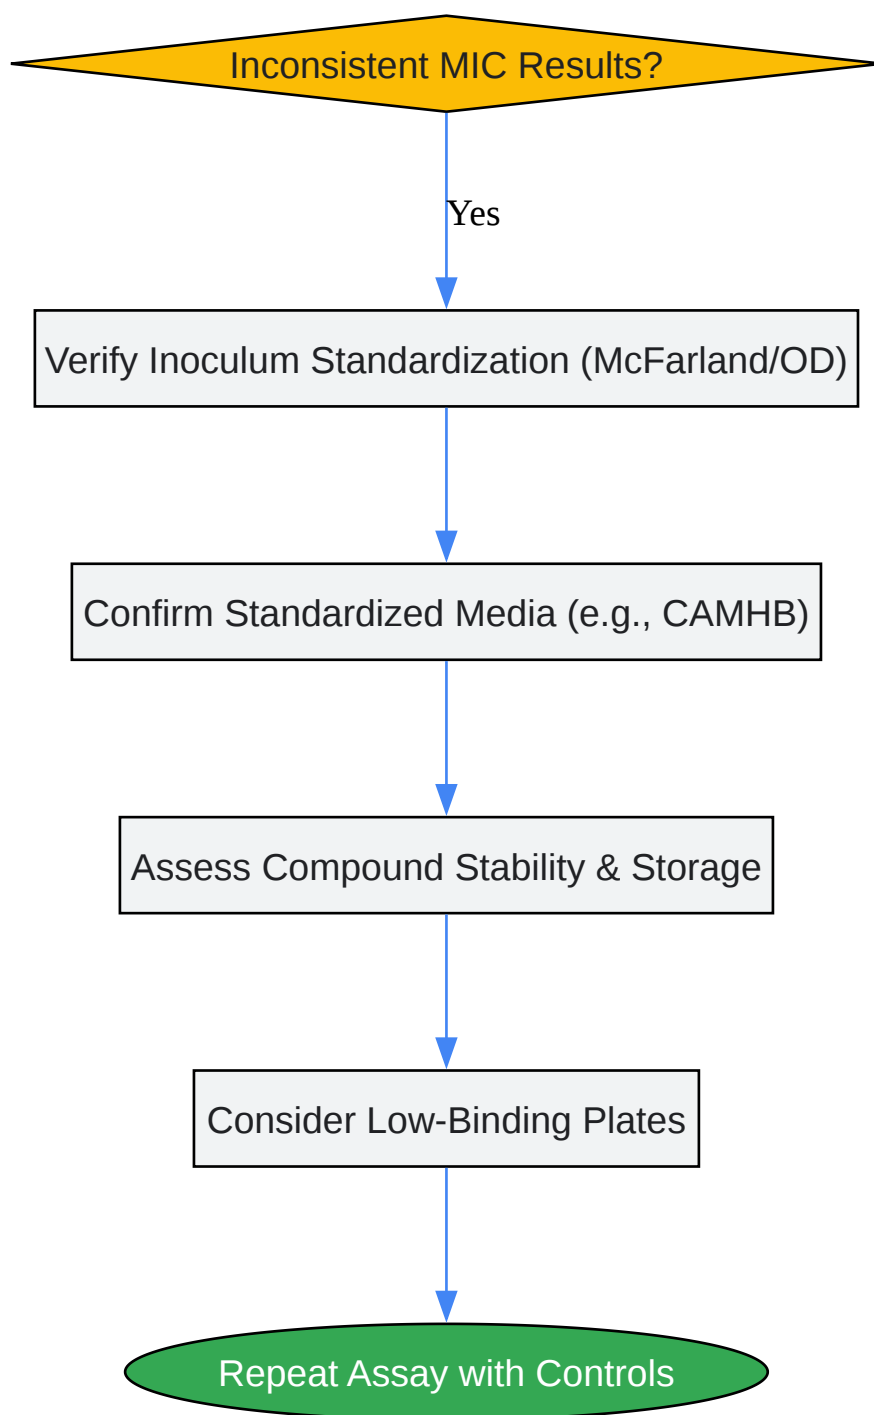 Inconsistent MIC Results?
Yes
Verify Inoculum Standardization (McFarland/OD)
Confirm Standardized Media (e.g., CAMHB)
Assess Compound Stability & Storage
Consider Low-Binding Plates
Repeat Assay with Controls